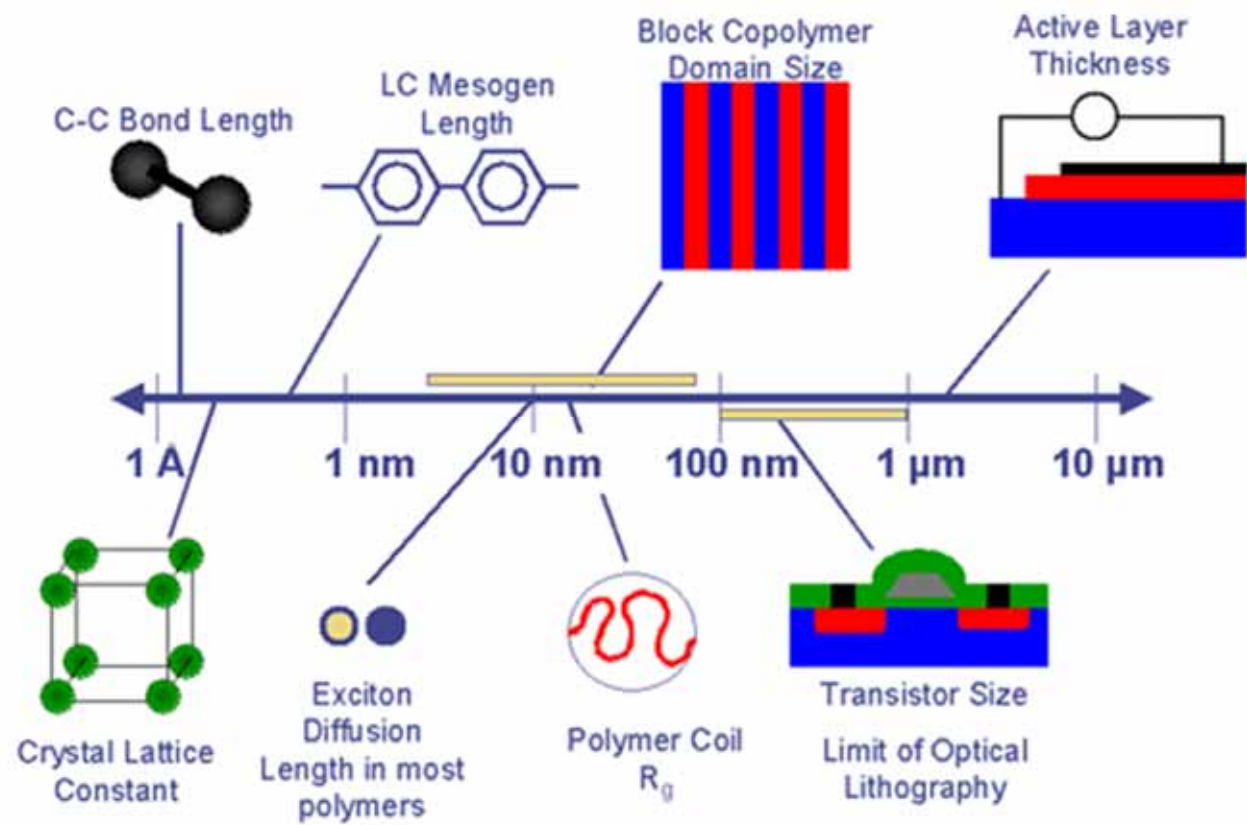 Block Copolymer
Domain Size
Active Layer
Thickness
LC Mesogen
Length
C-C Bond Length
1 A
1 nm
10 nm
100 nm
1 µm
10 µm
Crystal Lattice
Constant
Exciton
Diffusion
Length in most
polymers
Polymer Coil
Rg
Transistor Size
Limit of Optical
Lithography